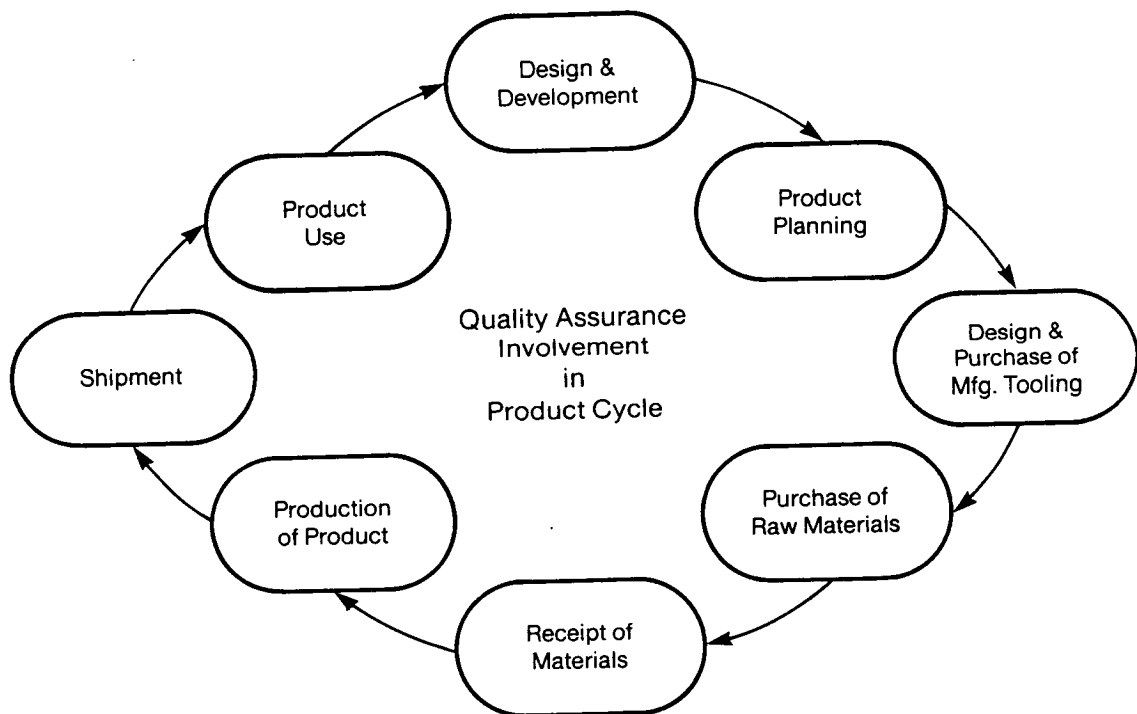 Design &
Development
Product
Planning
Design &
Purchase of
Mfg. Tooling
Purchase of
Raw Materials
Receipt of
Materials
Production
of Product
Shipment
Product
Use
Quality Assurance
Involvement
in
Product Cycle